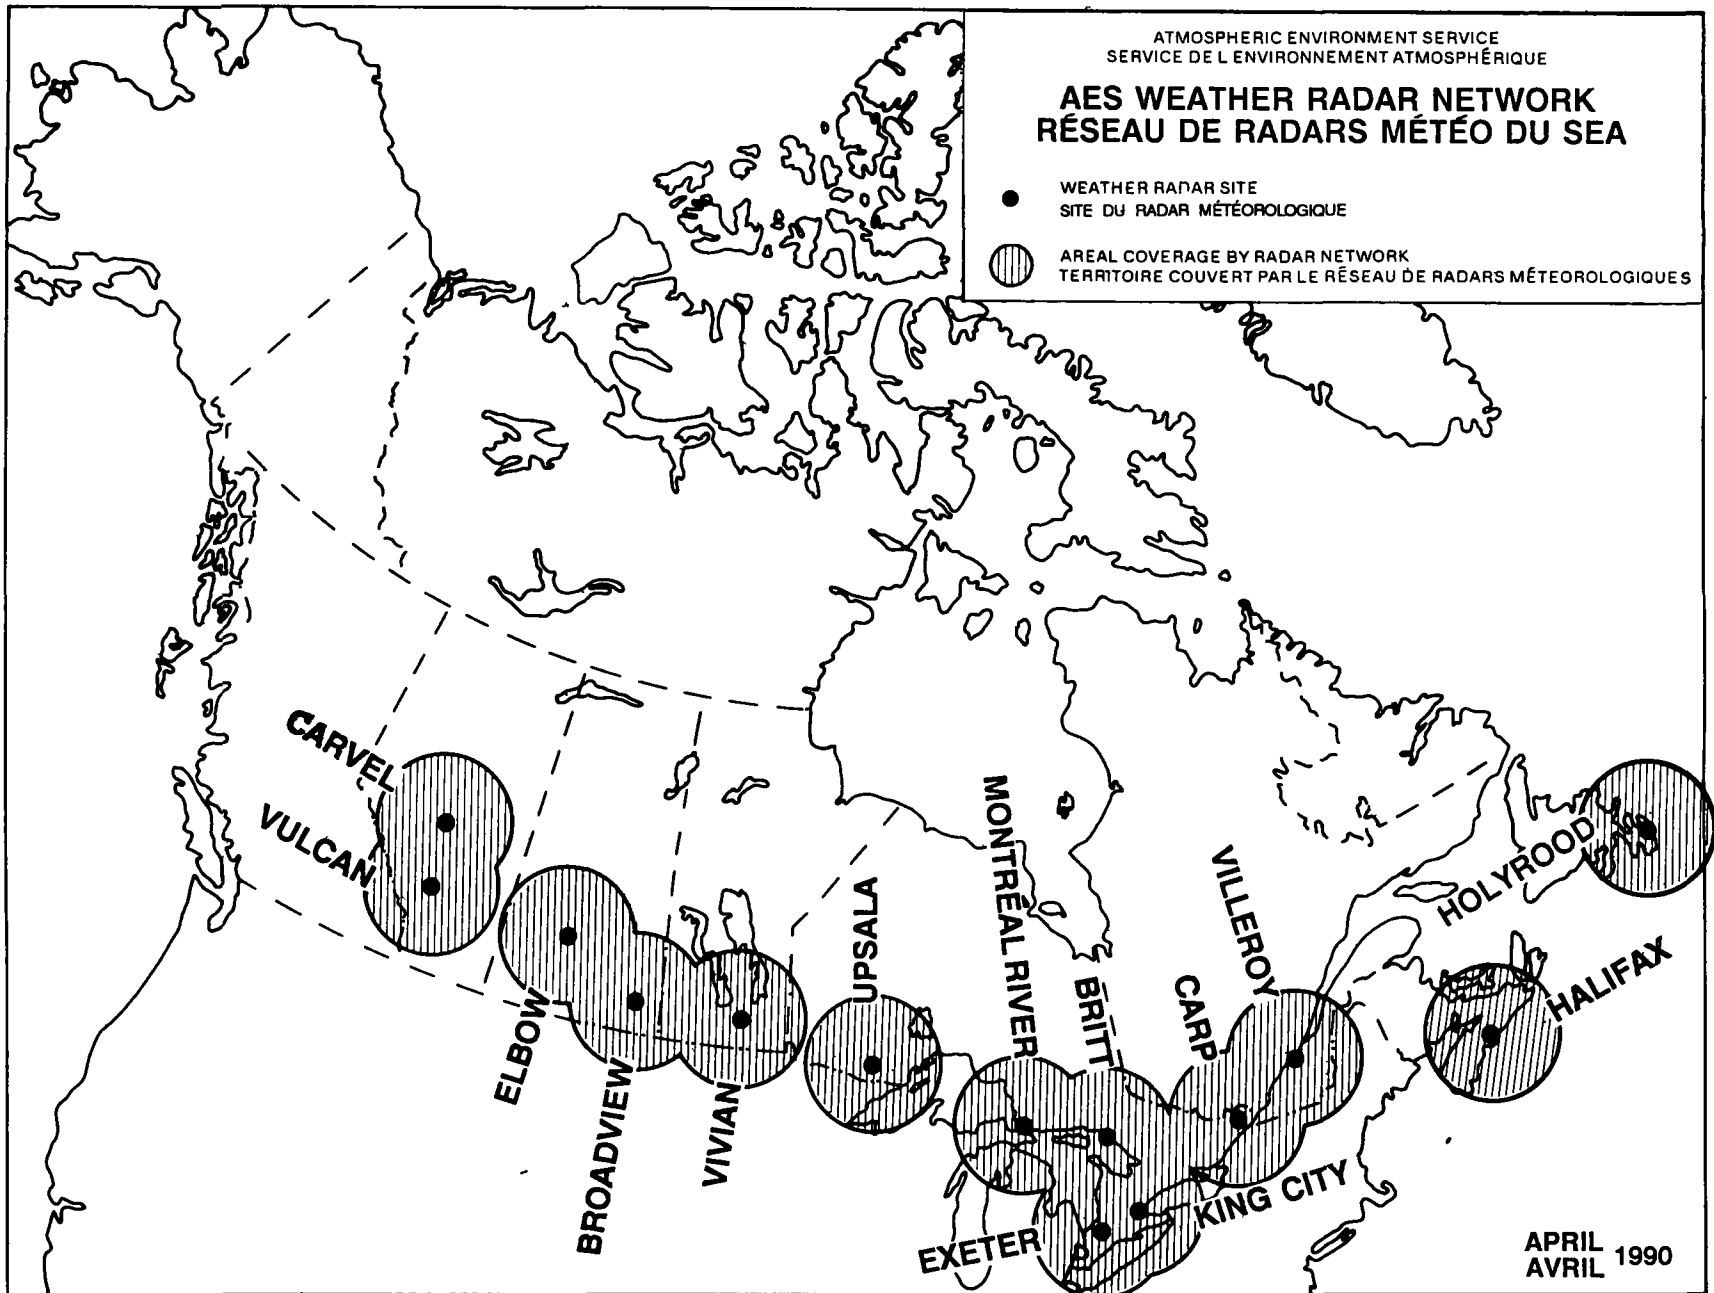 ATMOSPHERIC ENVIRONMENT SERVICE
SERVICE DE L ENVIRONNEMENT ATMOSPHÉRIQUE
AES WEATHER RADAR NETWORK
RÉSEAU DE RADARS MÉTÉO DU SEA
WEATHER RADAR SITE
SITE DU RADAR MÉTÉOROLOGIQUE
AREAL COVERAGE BY RADAR NETWORK
TERRITOIRE COUVERT PAR LE RÉSEAU DE RADARS MÉTEOROLOGIQUES
CARVEL
VULCAN
ELBOW
BROADVIEW
VIVIAN
UPSALA
MONTRÉAL RIVER
BRITT
CARP
VILLEROY
HOLYROOD
HALIFAX
KING CITY
EXETER
APRIL
AVRIL 1990